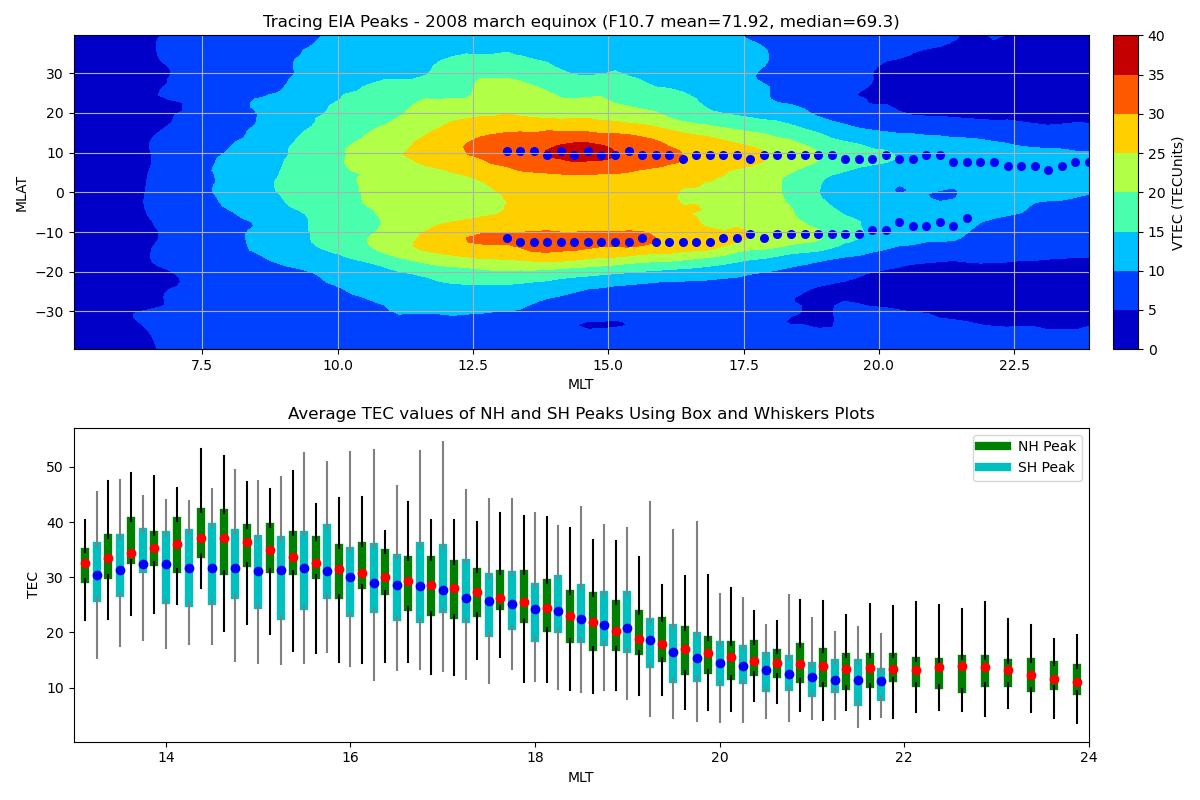 Tracing EIA Peaks - 2008 march equinox (F10.7 mean=71.92, median=69.3)
MLAT
30
20
10
0
−10
−20
−30
7.5 10.0 12.5 15.0 17.5 20.0 22.5
MLT
40
35
30
25
20
15
10
5
0
VTEC (TECUnits)
Average TEC values of NH and SH Peaks Using Box and Whiskers Plots
NH Peak
SH Peak
TEC
50
40
30
20
10
14 16 18 20 22 24
MLT